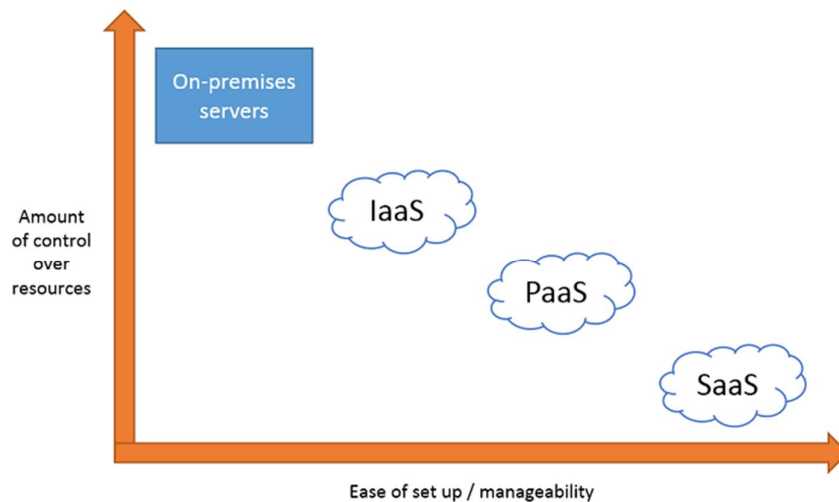 On-premises
servers
IaaS
Amount
of control
over
resources
PaaS
SaaS
Ease of set up / manageability